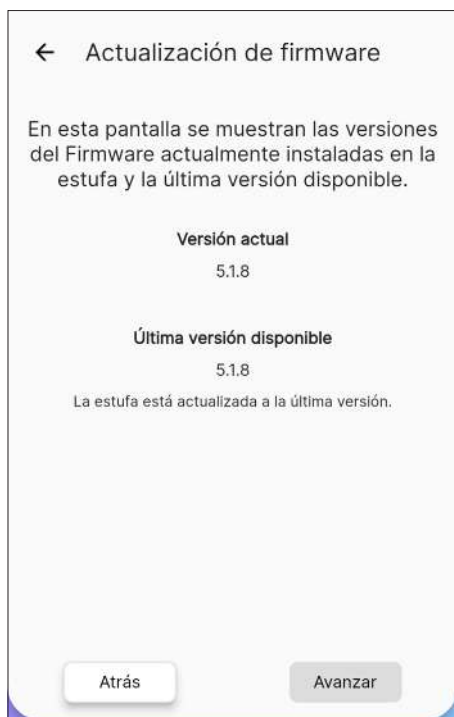 Actualización de firmware
En esta pantalla se muestran las versiones
del Firmware actualmente instaladas en la
estufa y la última versión disponible.
Versión actual
5.1.8
Última versión disponible
5.1.8
La estufa está actualizada a la última versión.
Atrás
Avanzar